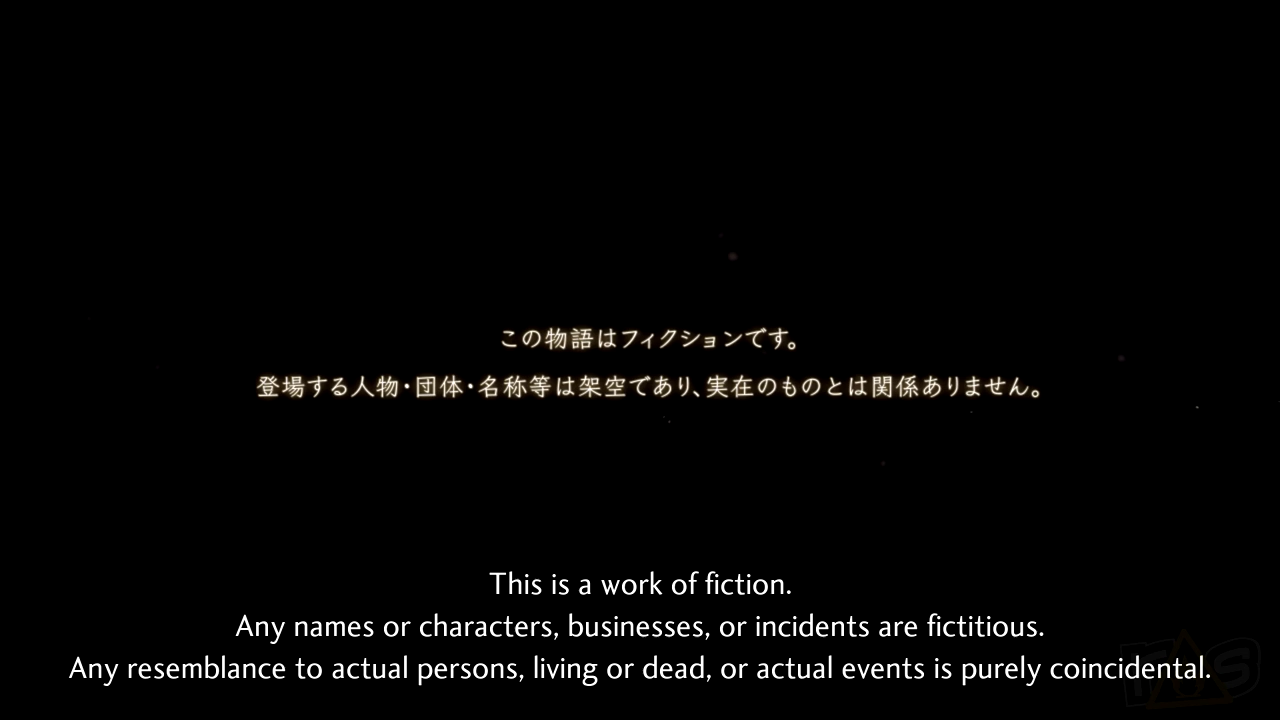 この物語はフィクションです。
登場する人物・団体・名称等は架空であり、実在のものとは関係ありません。
This is a work of fiction.
Any names or characters, businesses, or incidents are fictitious.
Any resemblance to actual persons, living or dead, or actual events is purely coincidental.